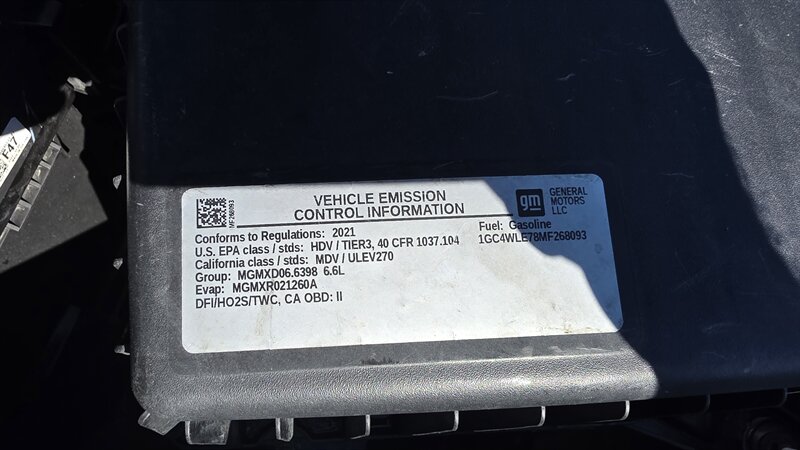 F47
MF268093
VEHICLE EMISSION
CONTROL INFORMATION
gm
GENERAL
MOTORS
LLC
Conforms to Regulations: 2021
U.S. EPA class / stds: HDV / TIER3, 40 CFR 1037.104
California class / stds: MDV / ULEV270
Group: MGMXD06.6398 6.6L
Evap: MGMXR021260A
DFI/HO2S/TWC, CA OBD: II
Fuel: Gasoline
1GC4WLE78MF268093